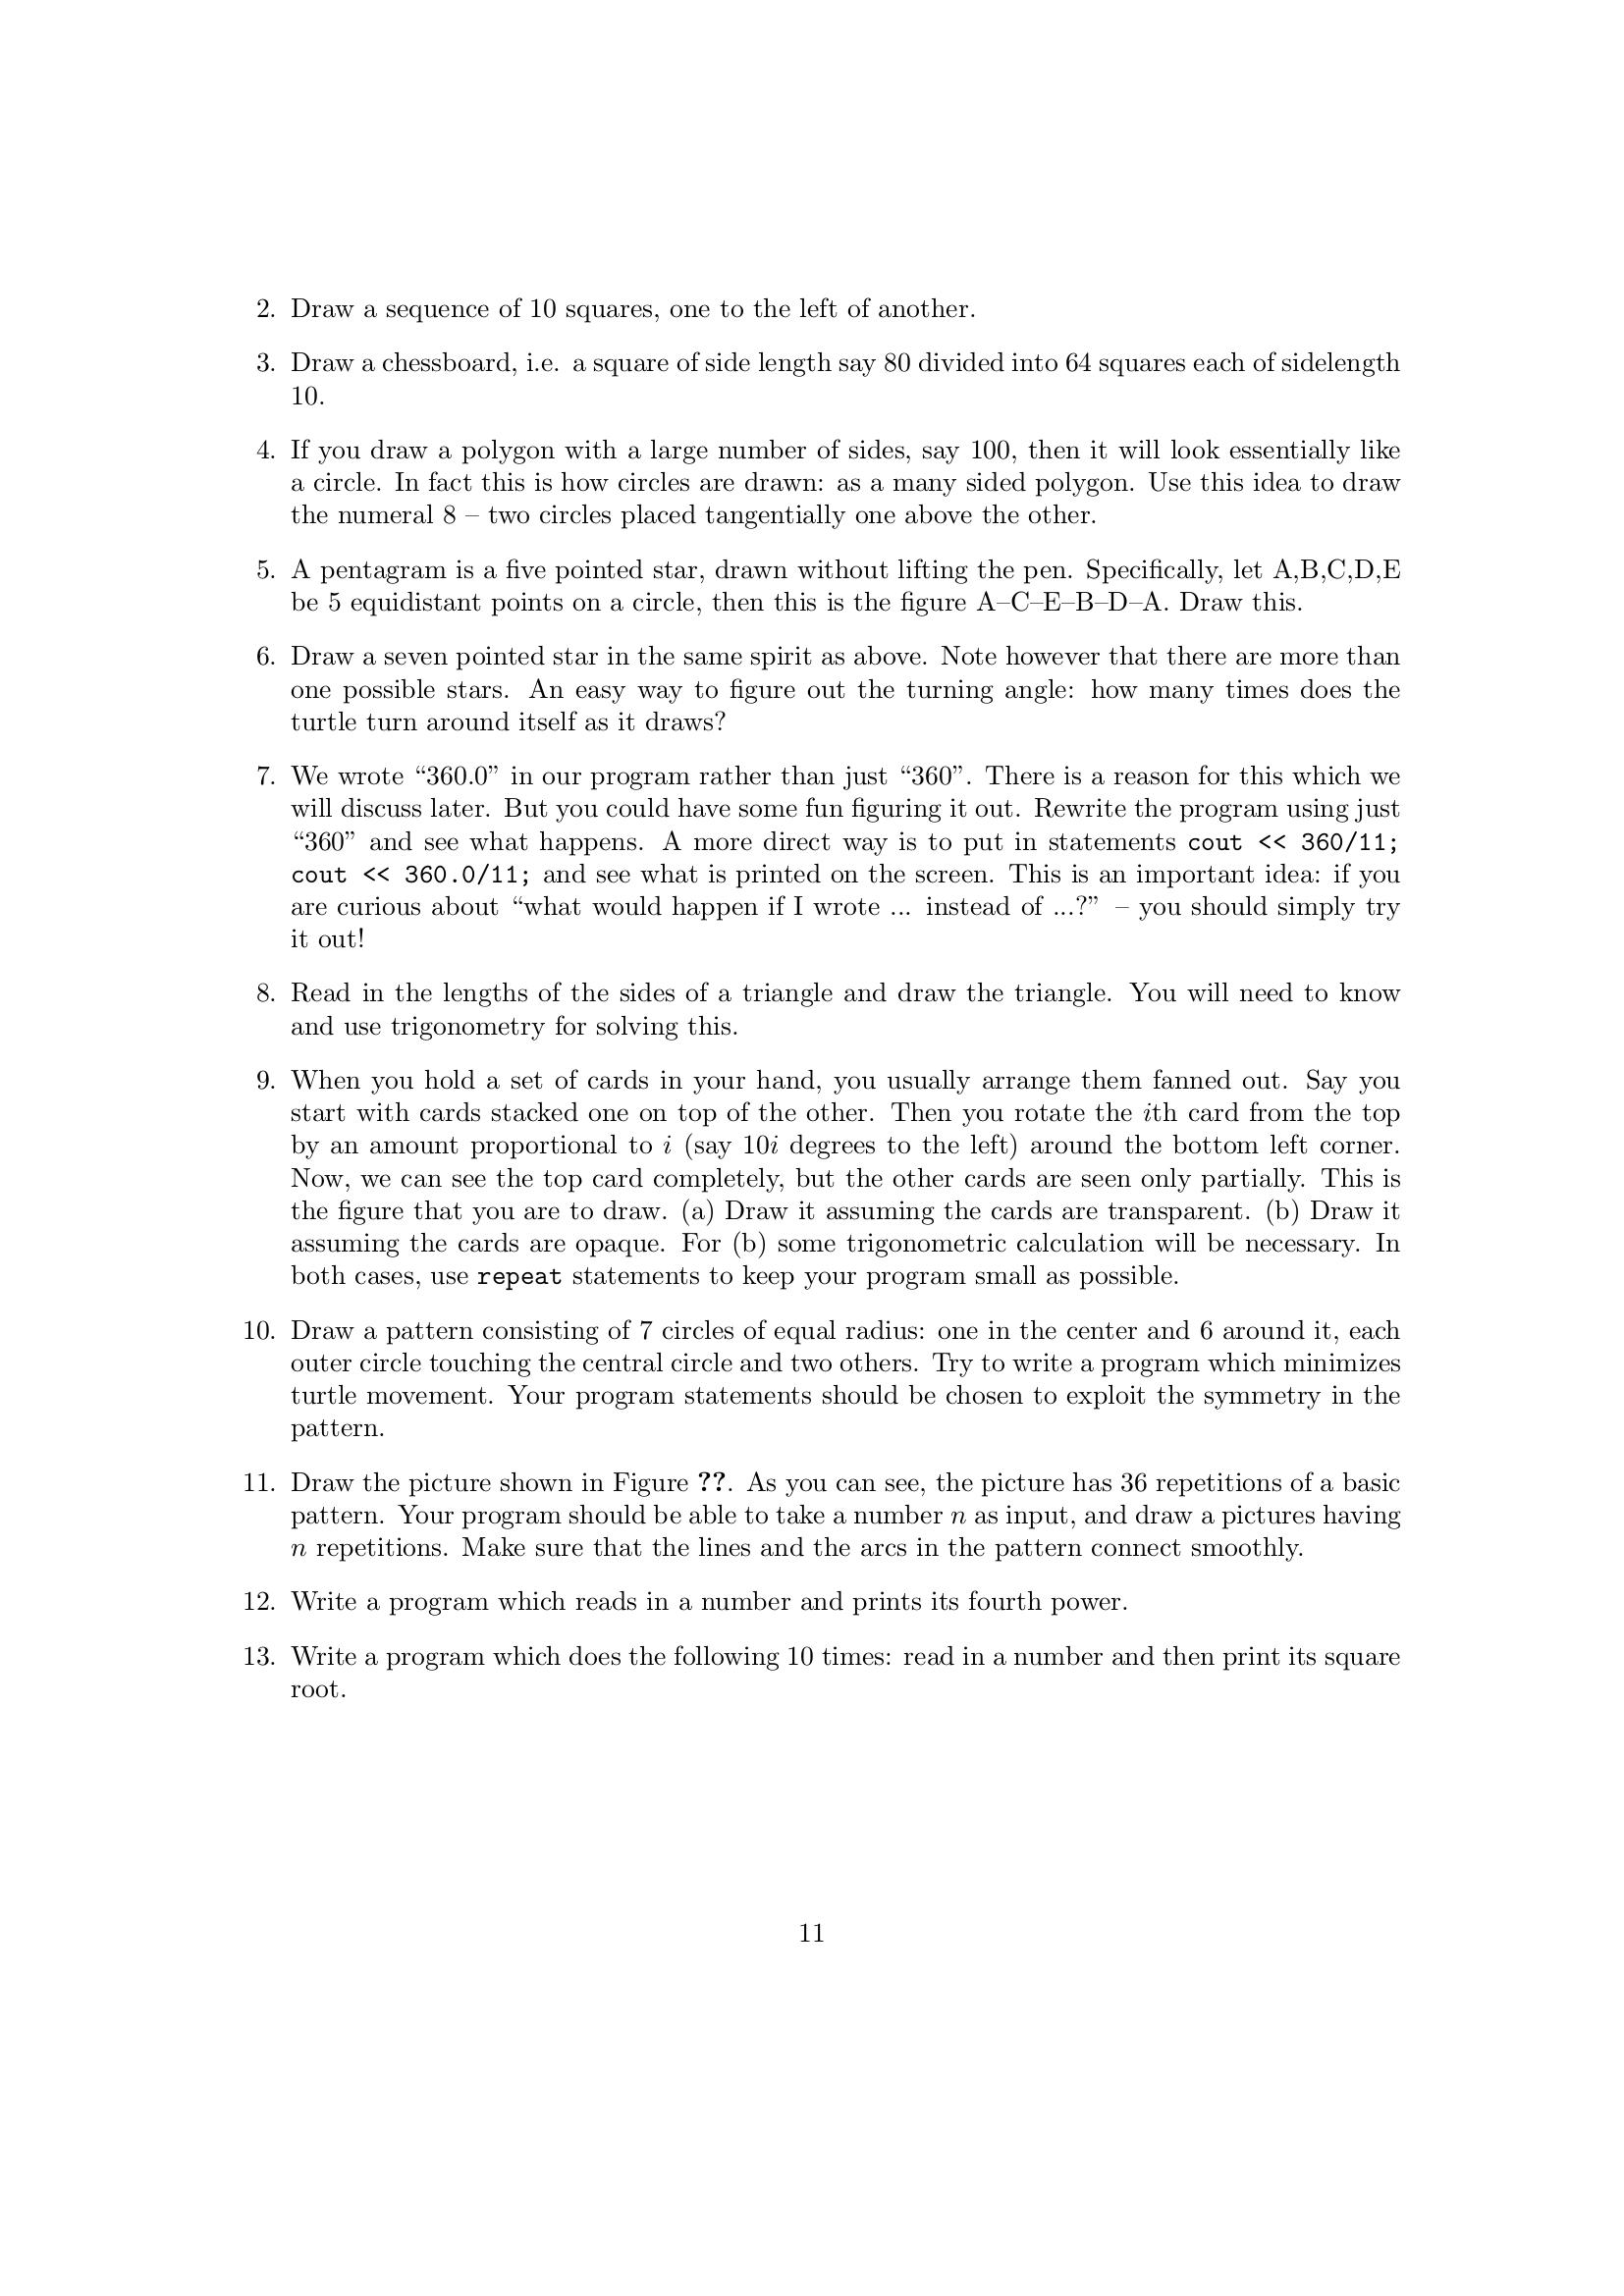 2. Draw a sequence of 10 squares, one to the left of another.
3. Draw a chessboard, i.e. a square of side length say 80 divided into 64 squares each of sidelength
10.
4. If you draw a polygon with a large number of sides, say 100, then it will look essentially like
a circle. In fact this is how circles are drawn: as a many sided polygon. Use this idea to draw
the numeral 8 – two circles placed tangentially one above the other.
5. A pentagram is a five pointed star, drawn without lifting the pen. Specifically, let A,B,C,D,E
be 5 equidistant points on a circle, then this is the figure A–C–E–B–D–A. Draw this.
6. Draw a seven pointed star in the same spirit as above. Note however that there are more than
one possible stars. An easy way to figure out the turning angle: how many times does the
turtle turn around itself as it draws?
7. We wrote “360.0” in our program rather than just “360”. There is a reason for this which we
will discuss later. But you could have some fun figuring it out. Rewrite the program using just
“360” and see what happens. A more direct way is to put in statements cout << 360/11;
cout << 360.0/11; and see what is printed on the screen. This is an important idea: if you
are curious about “what would happen if I wrote ... instead of ...?” – you should simply try
it out!
8. Read in the lengths of the sides of a triangle and draw the triangle. You will need to know
and use trigonometry for solving this.
9. When you hold a set of cards in your hand, you usually arrange them fanned out. Say you
start with cards stacked one on top of the other. Then you rotate the ith card from the top
by an amount proportional to i (say 10i degrees to the left) around the bottom left corner.
Now, we can see the top card completely, but the other cards are seen only partially. This is
the figure that you are to draw. (a) Draw it assuming the cards are transparent. (b) Draw it
assuming the cards are opaque. For (b) some trigonometric calculation will be necessary. In
both cases, use repeat statements to keep your program small as possible.
10. Draw a pattern consisting of 7 circles of equal radius: one in the center and 6 around it, each
outer circle touching the central circle and two others. Try to write a program which minimizes
turtle movement. Your program statements should be chosen to exploit the symmetry in the
pattern.
11. Draw the picture shown in Figure ??. As you can see, the picture has 36 repetitions of a basic
pattern. Your program should be able to take a number n as input, and draw a pictures having
n repetitions. Make sure that the lines and the arcs in the pattern connect smoothly.
12. Write a program which reads in a number and prints its fourth power.
13. Write a program which does the following 10 times: read in a number and then print its square
root.
11